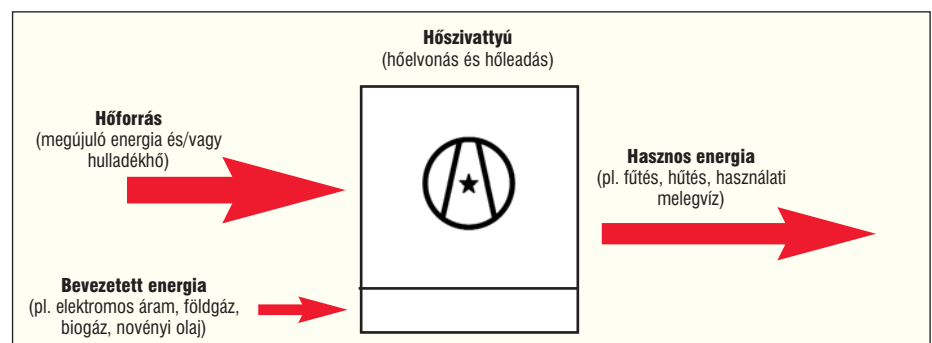 Hőszivattyú
(hőelvonás és hőleadás)
Hőforrás
(megújuló energia és/vagy
hulladékhő)
Hasznos energia
(pl. fűtés, hűtés, használati
melegvíz)
Bevezetett energia
(pl. elektromos áram, földgáz,
biogáz, novényi olaj)